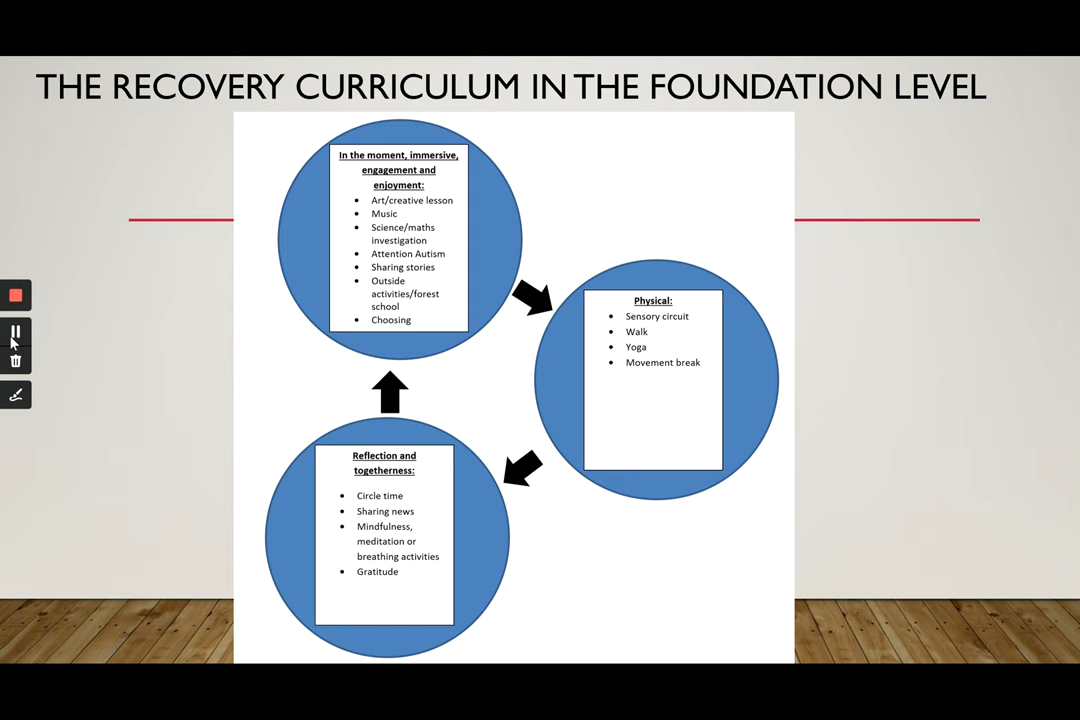 THE RECOVERY CURRICULUM IN THE FOUNDATION LEVEL
In the moment, immersive,
engagement and
enjoyment:
• Art/creative lesson
• Music
• Science/maths
investigation
• Attention Autism
• Sharing stories
• Outside
activities/forest
school
• Choosing
Physical:
• Sensory circuit
• Walk
• Yoga
• Movement break
Reflection and
togetherness:
• Circle time
• Sharing news
• Mindfulness,
meditation or
breathing activities
• Gratitude